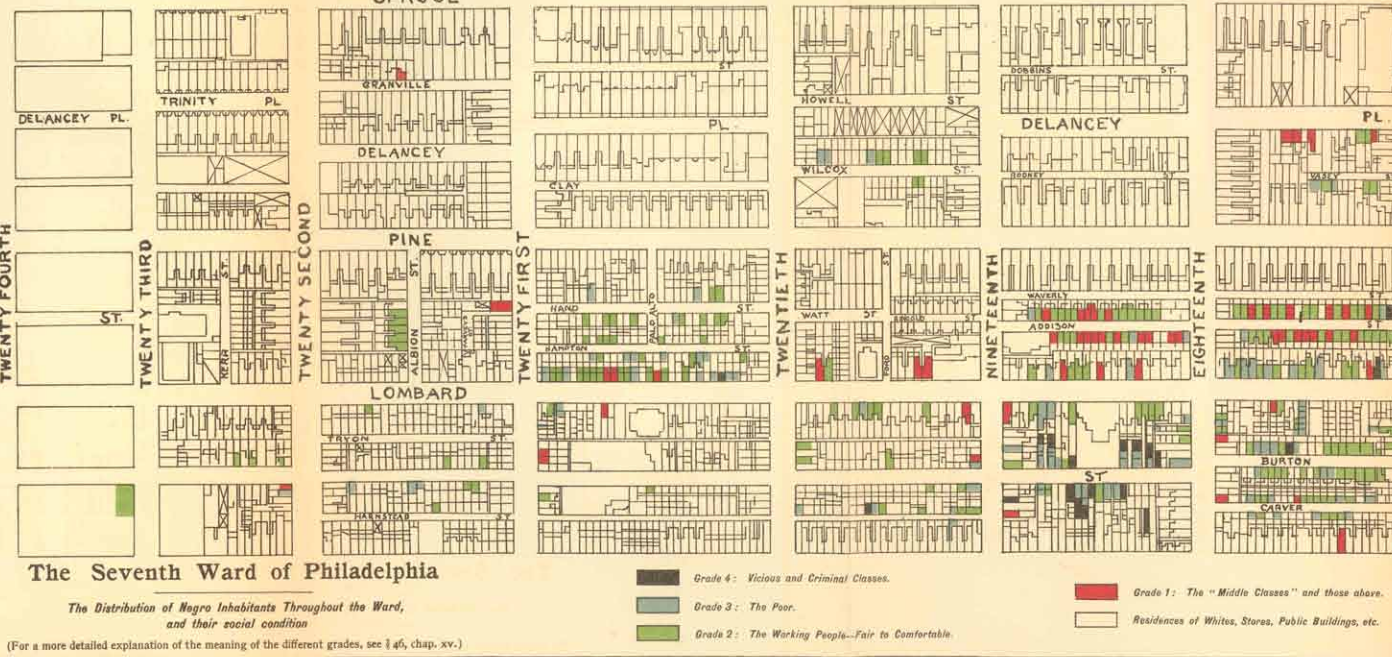 SPRUCE
GRANVILLE
ST.
DOBBINS ST.
TRINITY PL
HOWELL ST
DELANCEY PL.
PL.
DELANCEY
PL.
DELANCEY
WILCOX ST.
RODNEY ST
VASEY ST
CLAY
PINE
TWENTY FOURTH
TWENTY THIRD
TWENTY SECOND
TWENTY FIRST
TWENTIETH
NINETEENTH
EIGHTEENTH
ST.
ST.
ST.
WAVERLY
ST.
HAND ST.
PALO ALTO
WATT ST
ST.
ADDISON
ST
KERR
ALBION
HAMPTON ST.
FORD
LOMBARD
TRYON ST.
BURTON
ST
HARMSTEAD ST
CARVER
The Seventh Ward of Philadelphia
The Distribution of Negro Inhabitants Throughout the Ward,
and their social condition
(For a more detailed explanation of the meaning of the different grades, see § 46, chap. xv.)
Grade 4: Vicious and Criminal Classes.
Grade 3: The Poor.
Grade 2: The Working People--Fair to Comfortable.
Grade 1: The "Middle Classes" and those above.
Residences of Whites, Stores, Public Buildings, etc.